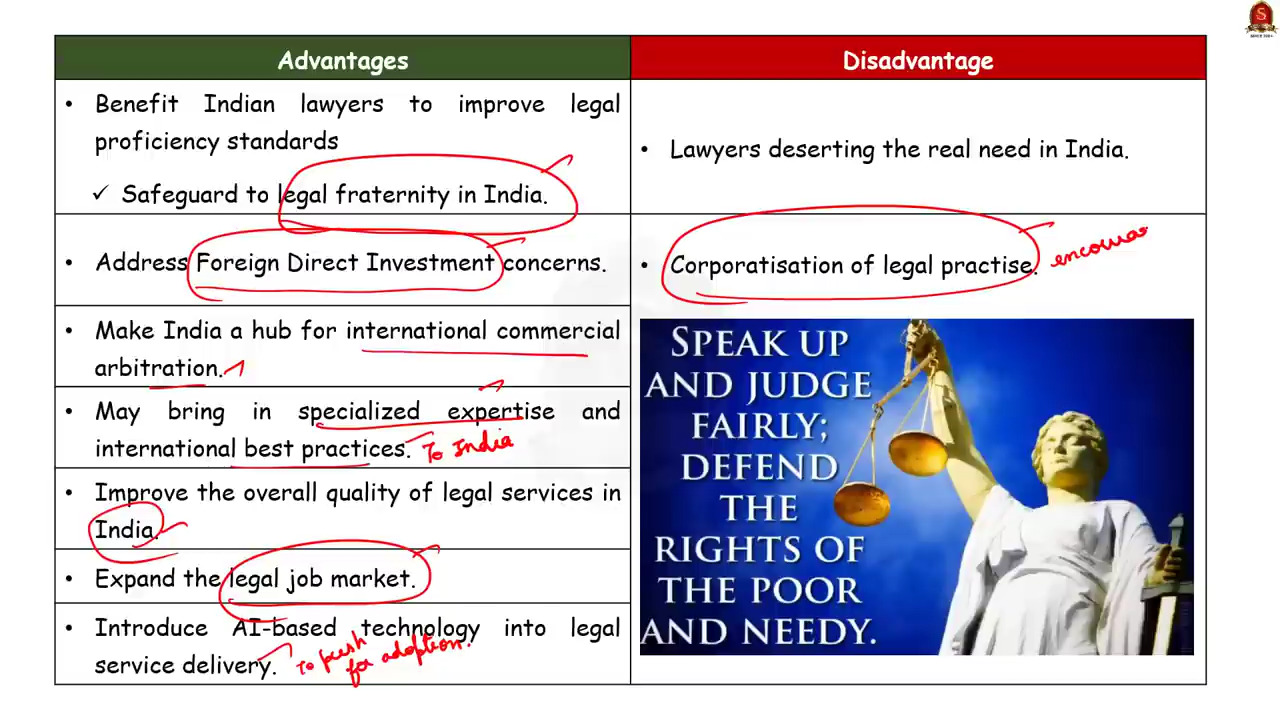 Advantages
Disadvantage
• Benefit Indian lawyers to improve legal
proficiency standards
✓ Safeguard to legal fraternity in India.
• Lawyers deserting the real need in India.
• Address Foreign Direct Investment concerns.
• Corporatisation of legal practise.
• Make India a hub for international commercial
arbitration.
• May bring in specialized expertise and
international best practices. To India
• Improve the overall quality of legal services in
India.
• Expand the legal job market.
• Introduce AI-based technology into legal
service delivery. To push
for adoption.
SPEAK UP
AND JUDGE
FAIRLY;
DEFEND
THE
RIGHTS OF
THE POOR
AND NEEDY.